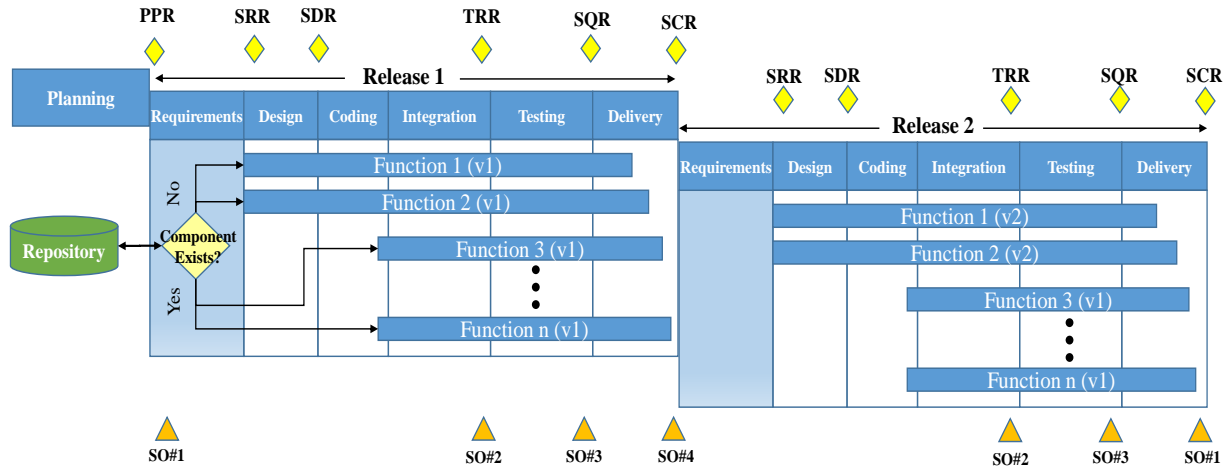 PPR
SRR
SDR
TRR
SQR
SCR
Release 1
Planning
Requirements
Design
Coding
Integration
Testing
Delivery
Function 1 (v1)
No
Function 2 (v1)
Repository
Component
Exists?
Function 3 (v1)
Yes
Function n (v1)
SO#1
SO#2
SO#3
SO#4
SRR
SDR
TRR
SQR
SCR
Release 2
Requirements
Design
Coding
Integration
Testing
Delivery
Function 1 (v2)
Function 2 (v2)
Function 3 (v1)
Function n (v1)
SO#2
SO#3
SO#1